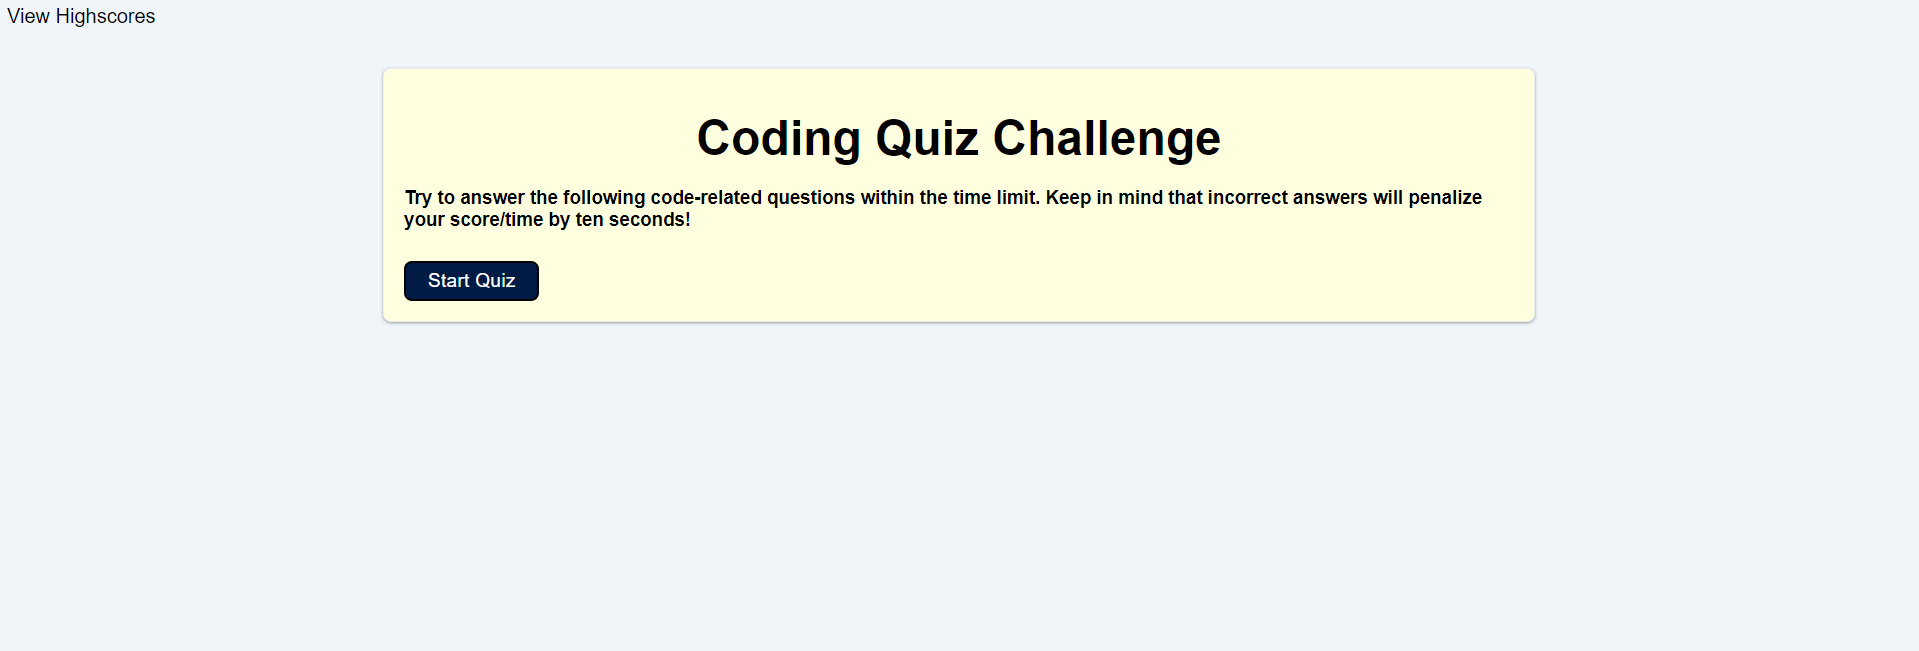 View Highscores
Coding Quiz Challenge
Try to answer the following code-related questions within the time limit. Keep in mind that incorrect answers will penalize
your score/time by ten seconds!
Start Quiz